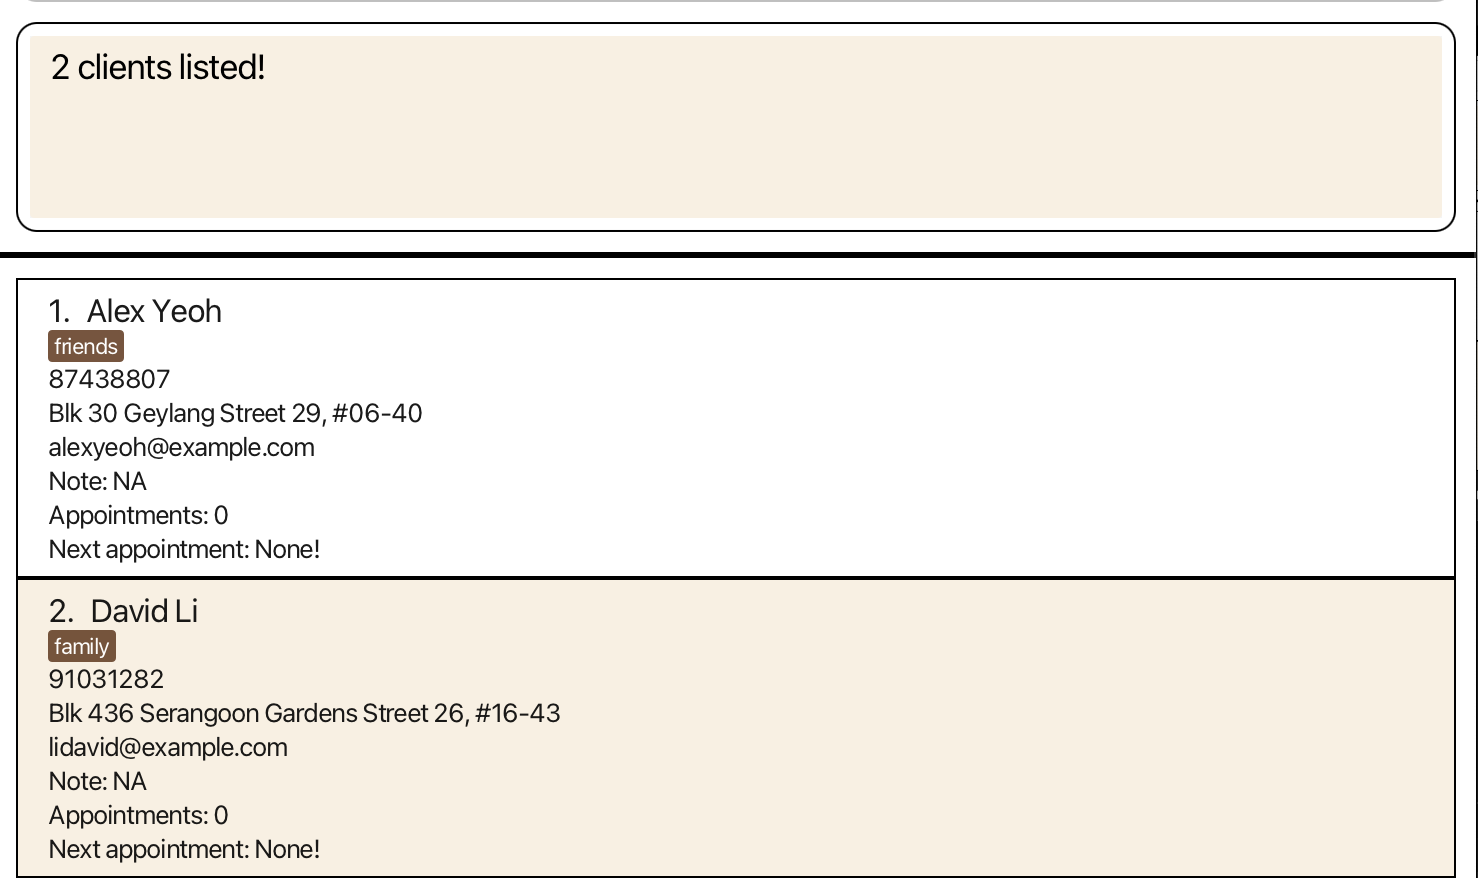 2 clients listed!
1. Alex Yeoh
friends
87438807
Blk 30 Geylang Street 29, #06-40
alexyeoh@example.com
Note: NA
Appointments: 0
Next appointment: None!
2. David Li
family
91031282
Blk 436 Serangoon Gardens Street 26, #16-43
lidavid@example.com
Note: NA
Appointments: 0
Next appointment: None!